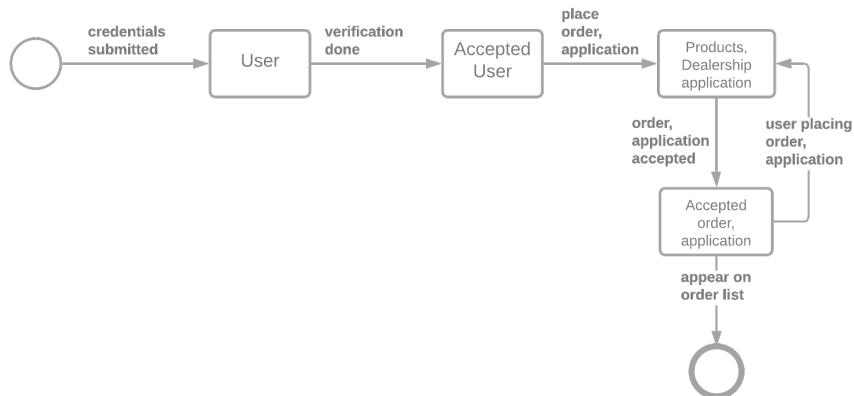 credentials
submitted
User
verification
done
Accepted
User
place
order,
application
Products,
Dealership
application
order,
application
accepted
user placing
order,
application
Accepted
order,
application
appear on
order list